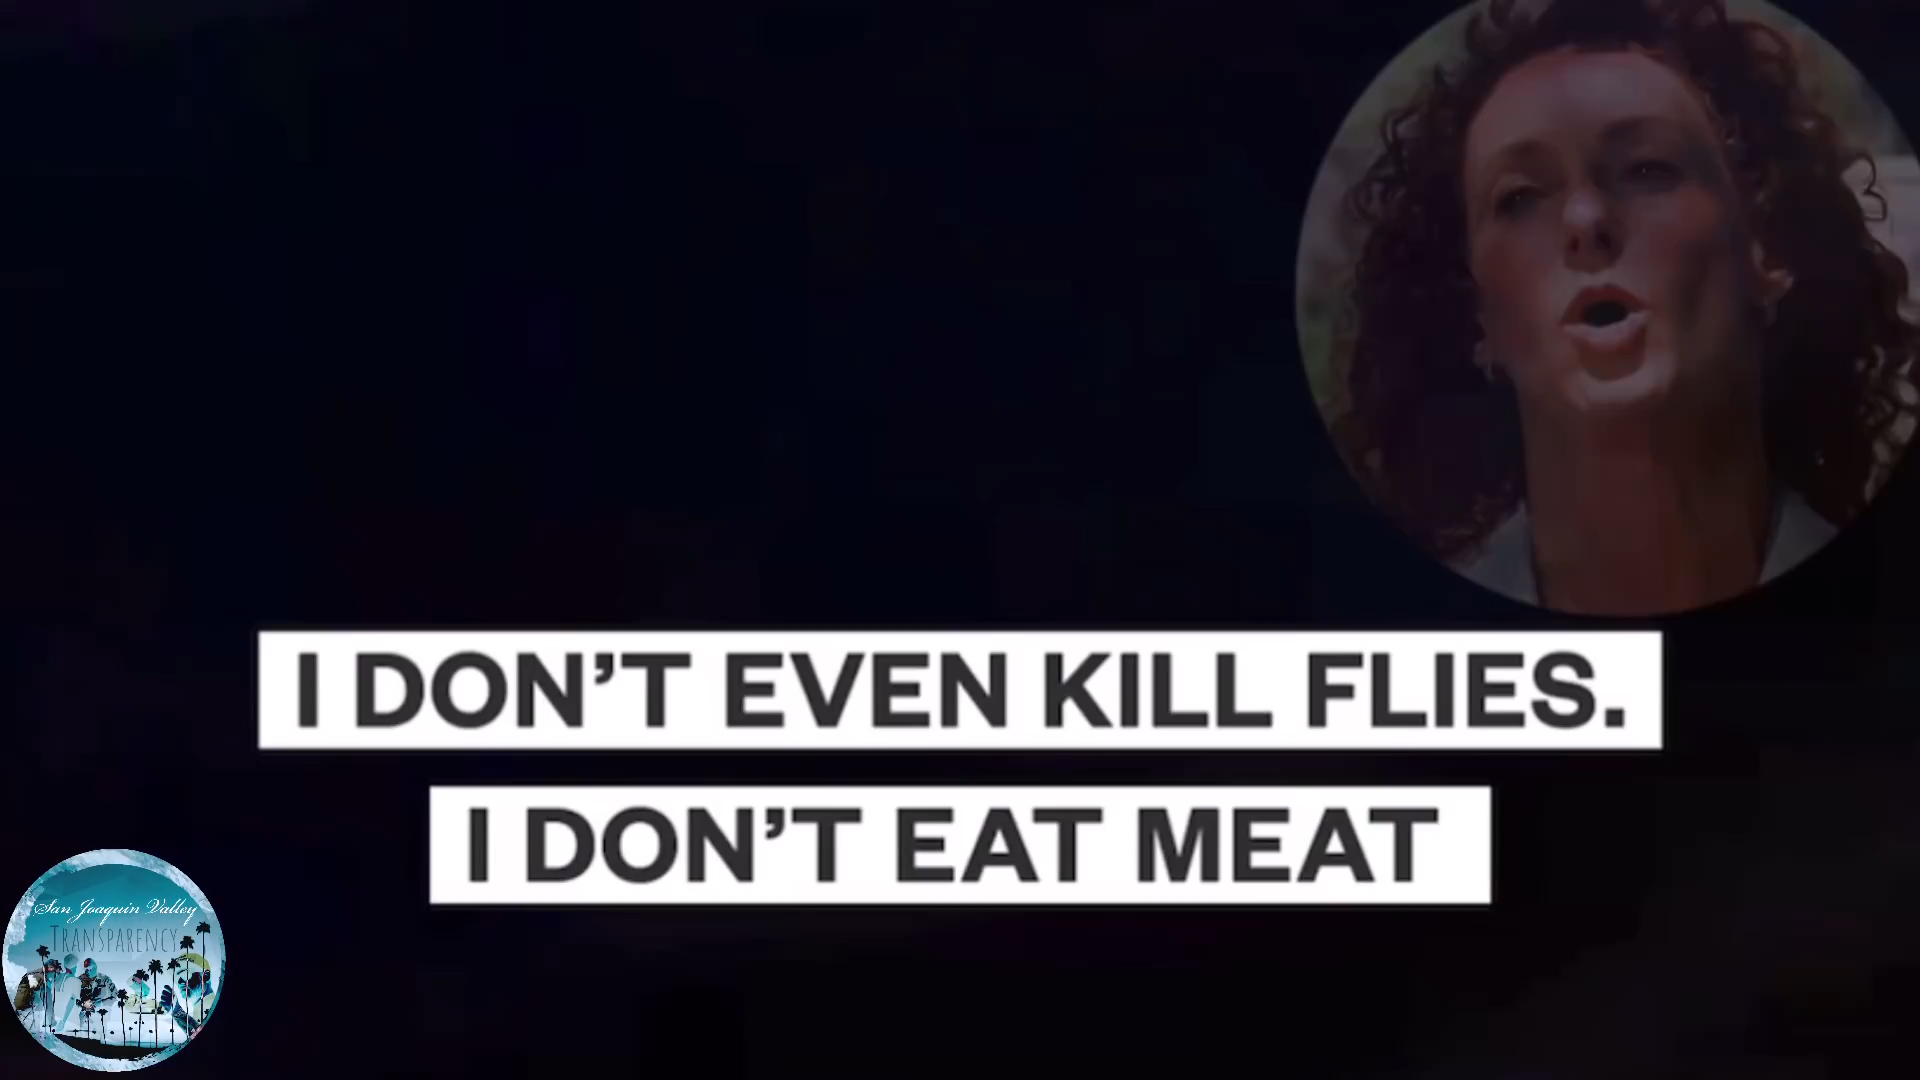 I DON'T EVEN KILL FLIES.
I DON'T EAT MEAT
San Joaquin Valley
TRANSPARENCY